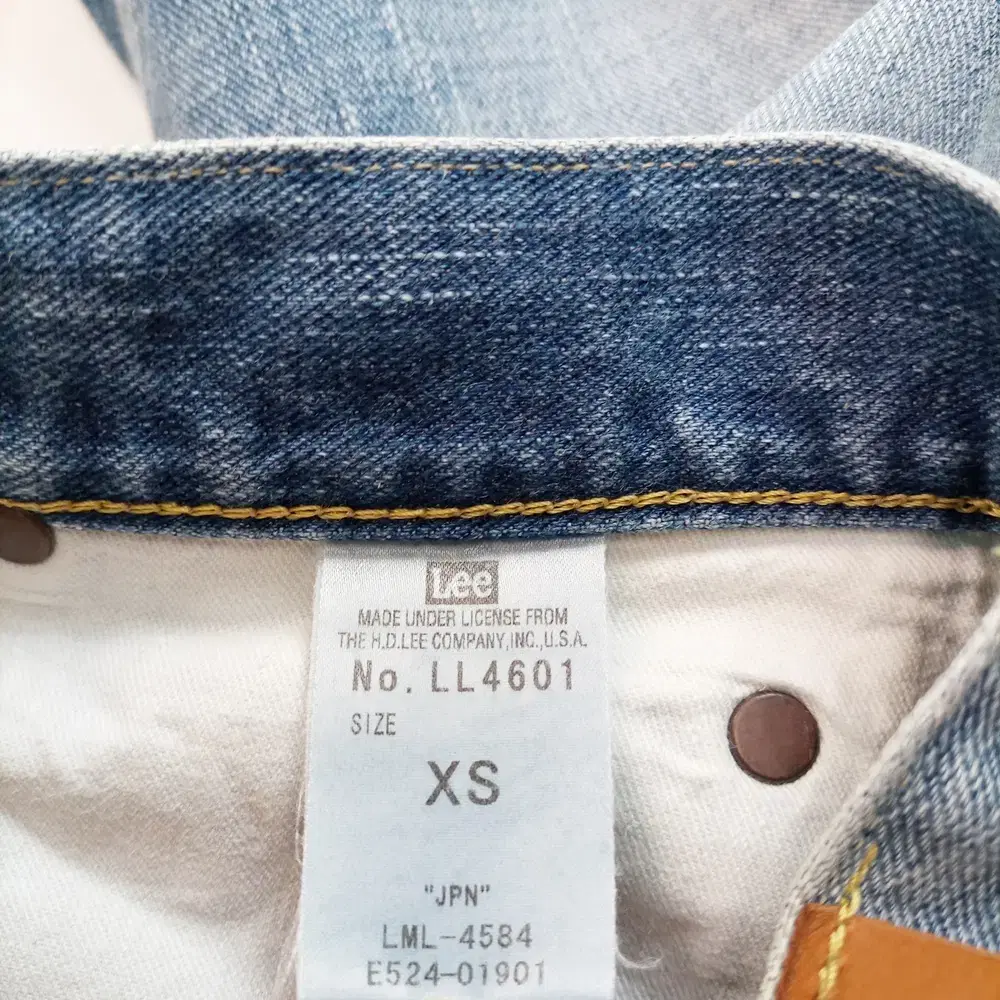 Lee
MADE UNDER LICENSE FROM
THE H.D.LEE COMPANY,INC.,U.S.A.
No. LL4601
SIZE
XS
"JPN"
LML-4584
E524-01901